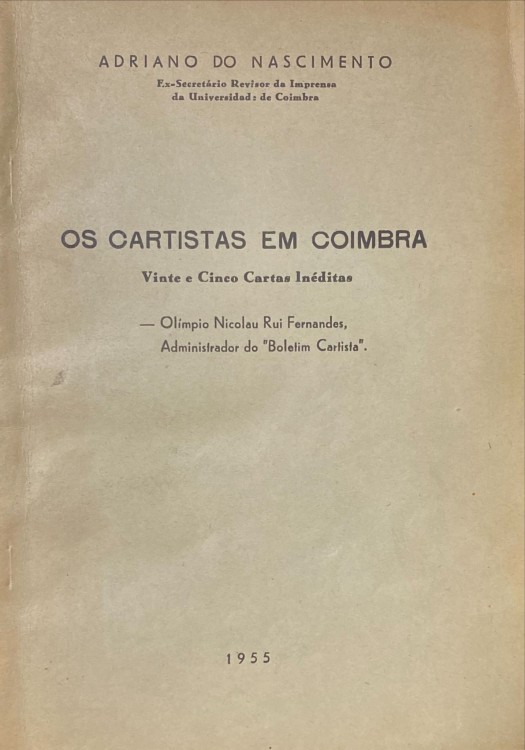 ADRIANO DO NASCIMENTO
Ex-Secretário Revisor da Imprensa
da Universidad: de Coimbra
OS CARTISTAS EM COIMBRA
Vinte e Cinco Cartas Inéditas
— Olímpio Nicolau Rui Fernandes,
Administrador do "Boletim Cartista".
1955